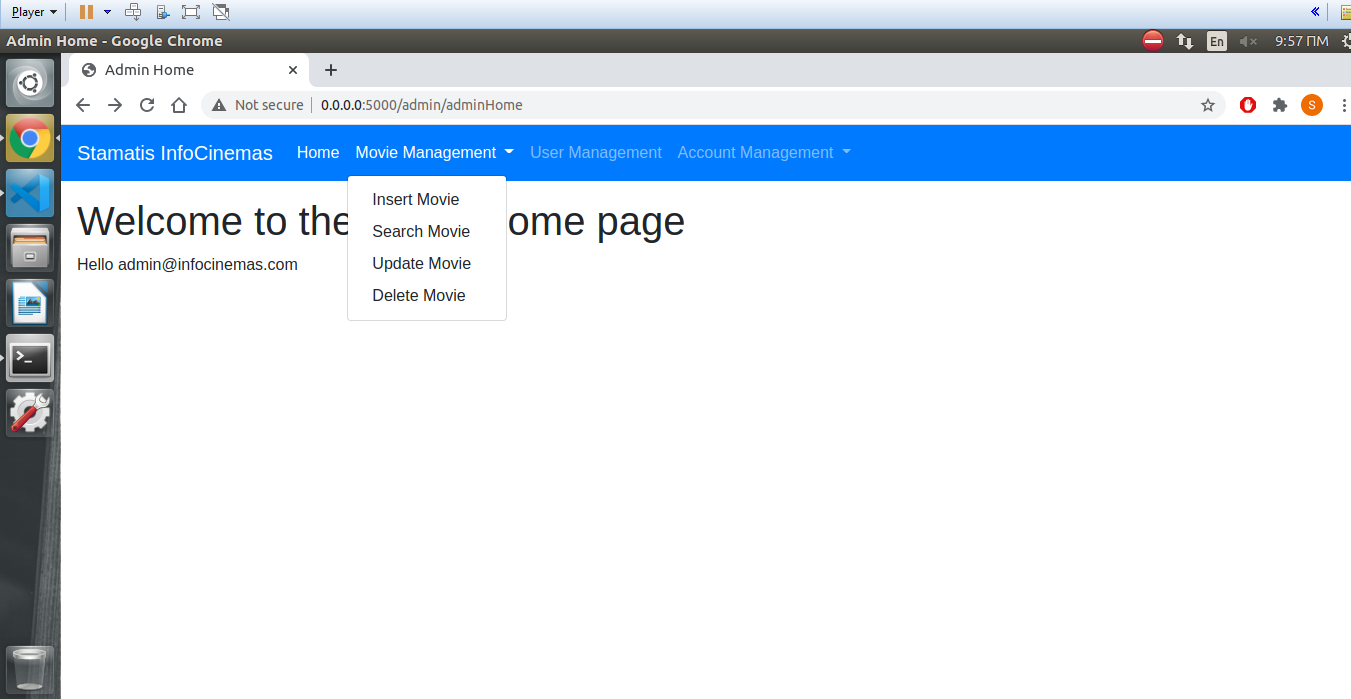 Player
Admin Home - Google Chrome
En
9:57 ΠΜ
Admin Home
Not secure
0.0.0.0:5000/admin/adminHome
S
Stamatis InfoCinemas Home Movie Management User Management Account Management
Insert Movie
Search Movie
Update Movie
Delete Movie
Welcome to the ome page
Hello admin@infocinemas.com